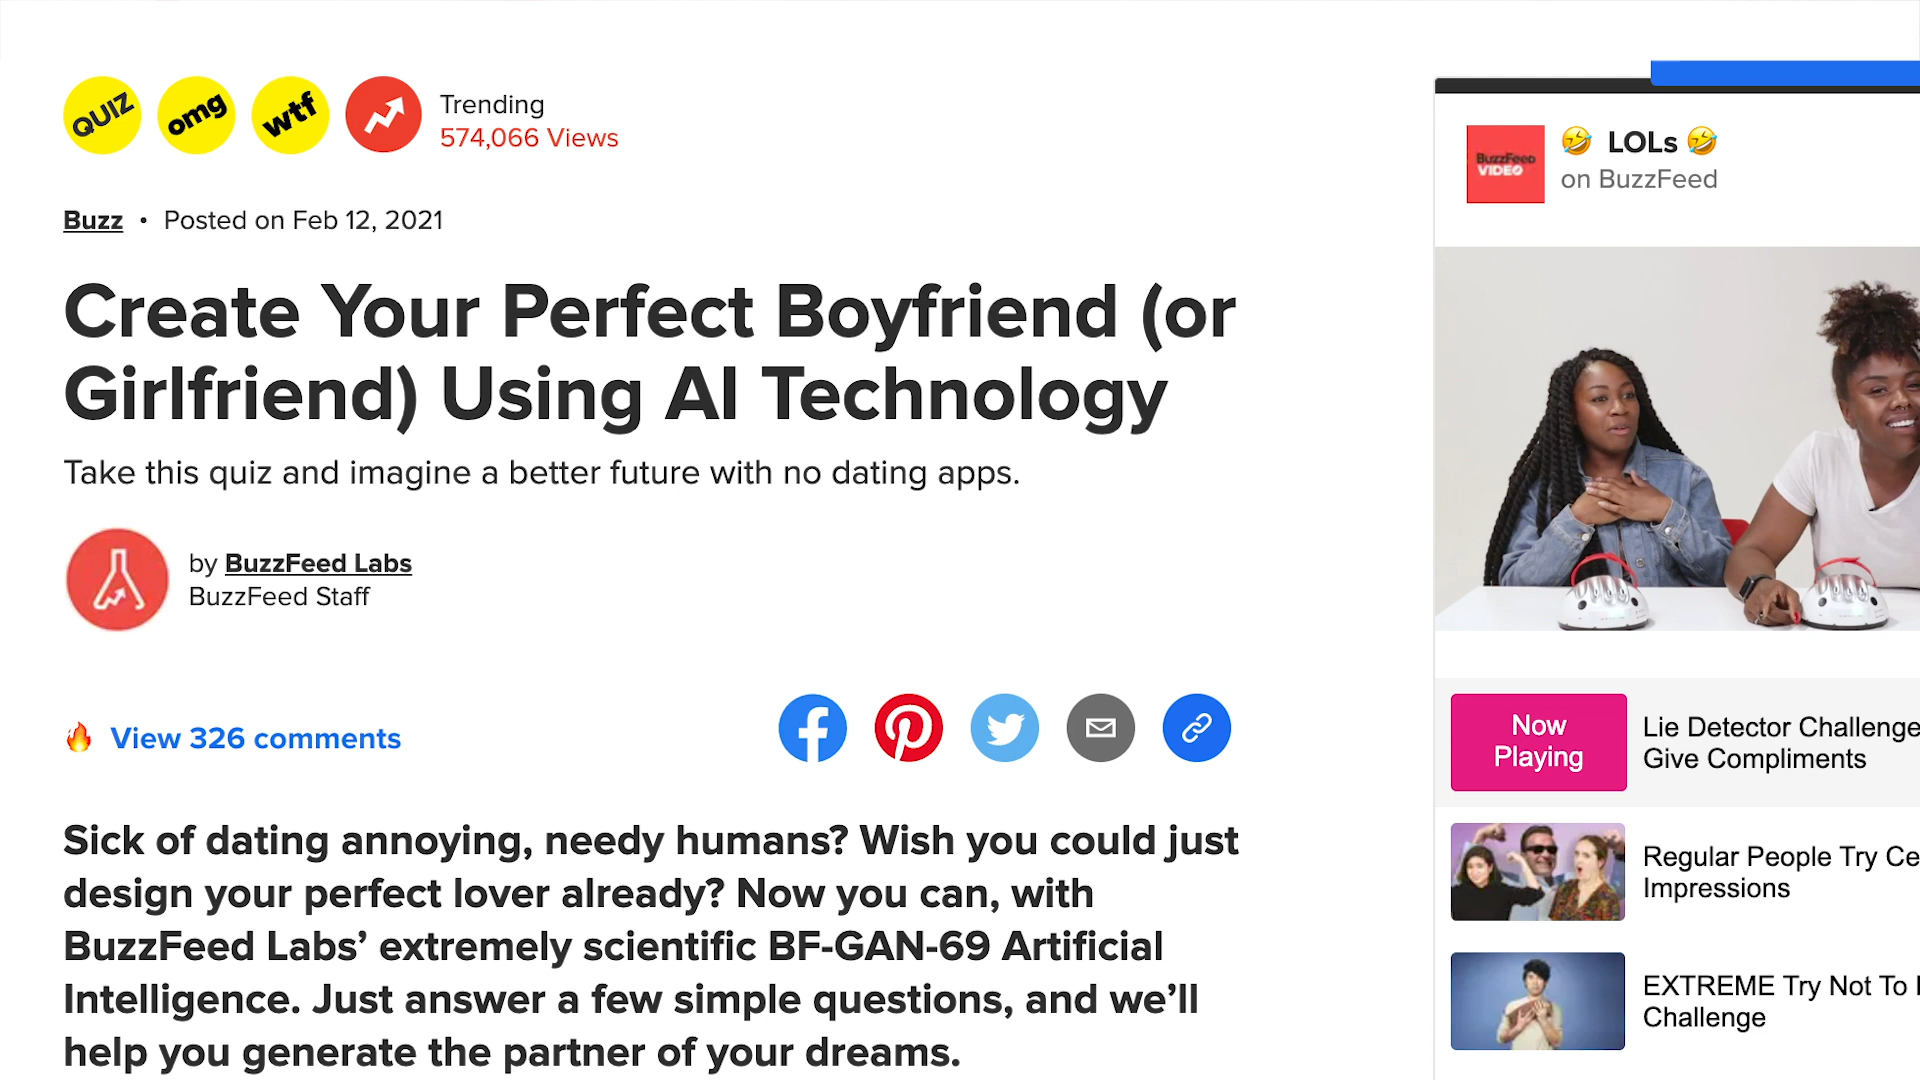 QUIZ
omg
wtf
Trending
574,066 Views
Buzz • Posted on Feb 12, 2021
Create Your Perfect Boyfriend (or
Girlfriend) Using AI Technology
Take this quiz and imagine a better future with no dating apps.
by BuzzFeed Labs
BuzzFeed Staff
View 326 comments
Sick of dating annoying, needy humans? Wish you could just
design your perfect lover already? Now you can, with
BuzzFeed Labs’ extremely scientific BF-GAN-69 Artificial
Intelligence. Just answer a few simple questions, and we’ll
help you generate the partner of your dreams.
BuzzFeed
VIDEO
🤣 LOLs 🤣
on BuzzFeed
Now
Playing
Lie Detector Challenge
Give Compliments
Regular People Try Ce
Impressions
EXTREME Try Not To
Challenge